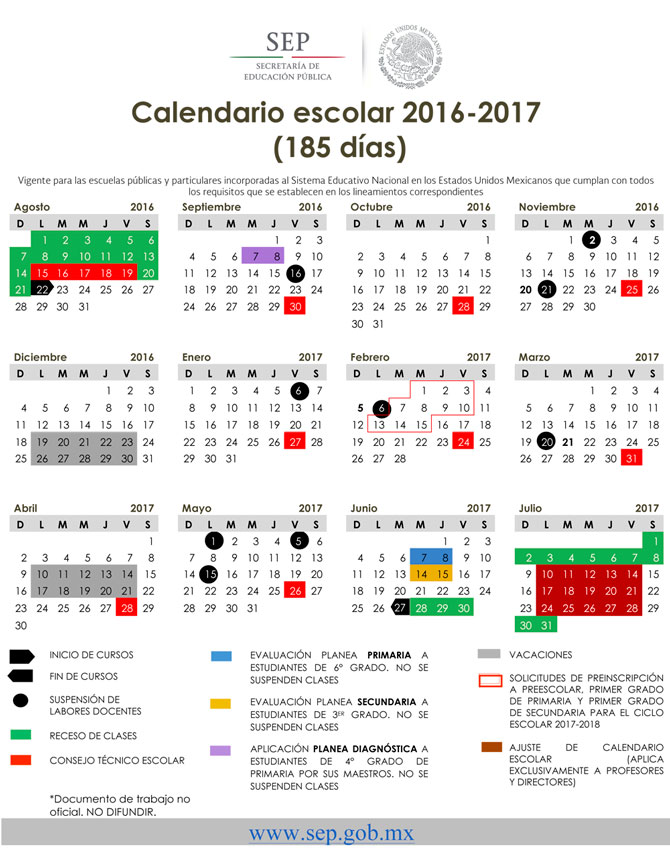 SEP
SECRETARÍA DE
EDUCACIÓN PÚBLICA
ESTADOS UNIDOS MEXICANOS
Calendario escolar 2016-2017
(185 días)
Vigente para las escuelas públicas y particulares incorporadas al Sistema Educativo Nacional en los Estados Unidos Mexicanos que cumplan con todos
los requisitos que se establecen en los lineamientos correspondientes
Agosto 2016
D L M M J V S
1 2 3 4 5 6
7 8 9 10 11 12 13
14 15 16 17 18 19 20
21 22 23 24 25 26 27
28 29 30 31
Septiembre 2016
D L M M J V S
1 2 3
4 5 6 7 8 9 10
11 12 13 14 15 16 17
18 19 20 21 22 23 24
25 26 27 28 29 30
Octubre 2016
D L M M J V S
1
2 3 4 5 6 7 8
9 10 11 12 13 14 15
16 17 18 19 20 21 22
23 24 25 26 27 28 29
30 31
Noviembre 2016
D L M M J V S
1 2 3 4 5
6 7 8 9 10 11 12
13 14 15 16 17 18 19
20 21 22 23 24 25 26
27 28 29 30
Diciembre 2016
D L M M J V S
1 2 3
4 5 6 7 8 9 10
11 12 13 14 15 16 17
18 19 20 21 22 23 24
25 26 27 28 29 30 31
Enero 2017
D L M M J V S
1 2 3 4 5 6 7
8 9 10 11 12 13 14
15 16 17 18 19 20 21
22 23 24 25 26 27 28
29 30 31
Febrero 2017
D L M M J V S
1 2 3 4
5 6 7 8 9 10 11
12 13 14 15 16 17 18
19 20 21 22 23 24 25
26 27 28
Marzo 2017
D L M M J V S
1 2 3 4
5 6 7 8 9 10 11
12 13 14 15 16 17 18
19 20 21 22 23 24 25
26 27 28 29 30 31
Abril 2017
D L M M J V S
1
2 3 4 5 6 7 8
9 10 11 12 13 14 15
16 17 18 19 20 21 22
23 24 25 26 27 28 29
30
Mayo 2017
D L M M J V S
1 2 3 4 5 6
7 8 9 10 11 12 13
14 15 16 17 18 19 20
21 22 23 24 25 26 27
28 29 30 31
Junio 2017
D L M M J V S
1 2 3
4 5 6 7 8 9 10
11 12 13 14 15 16 17
18 19 20 21 22 23 24
25 26 27 28 29 30
Julio 2017
D L M M J V S
1
2 3 4 5 6 7 8
9 10 11 12 13 14 15
16 17 18 19 20 21 22
23 24 25 26 27 28 29
30 31
INICIO DE CURSOS
FIN DE CURSOS
SUSPENSIÓN DE
LABORES DOCENTES
RECESO DE CLASES
CONSEJO TÉCNICO ESCOLAR
*Documento de trabajo no
oficial. NO DIFUNDIR.
EVALUACIÓN PLANEA PRIMARIA A
ESTUDIANTES DE 6º GRADO. NO SE
SUSPENDEN CLASES
EVALUACIÓN PLANEA SECUNDARIA A
ESTUDIANTES DE 3ER GRADO. NO SE
SUSPENDEN CLASES
APLICACIÓN PLANEA DIAGNÓSTICA A
ESTUDIANTES DE 4º GRADO DE
PRIMARIA POR SUS MAESTROS. NO SE
SUSPENDEN CLASES
VACACIONES
SOLICITUDES DE PREINSCRIPCIÓN
A PREESCOLAR, PRIMER GRADO
DE PRIMARIA Y PRIMER GRADO
DE SECUNDARIA PARA EL CICLO
ESCOLAR 2017-2018
AJUSTE DE CALENDARIO
ESCOLAR (APLICA
EXCLUSIVAMENTE A PROFESORES
Y DIRECTORES)
www.sep.gob.mx